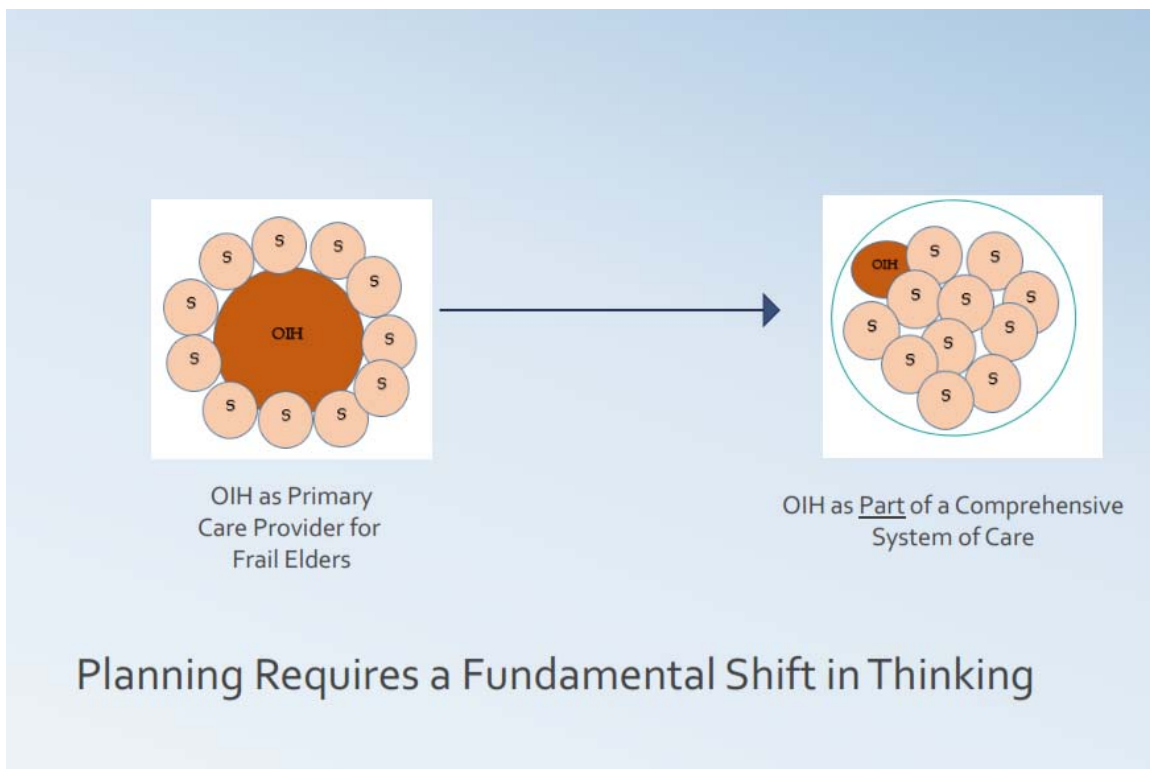 S
S
S
S
S
OIH
S
S
S
S
S
S
OIH as Primary
Care Provider for
Frail Elders
S
S
OIH
S
S
S
S
S
S
S
S
S
OIH as Part of a Comprehensive
System of Care
Planning Requires a Fundamental Shift in Thinking